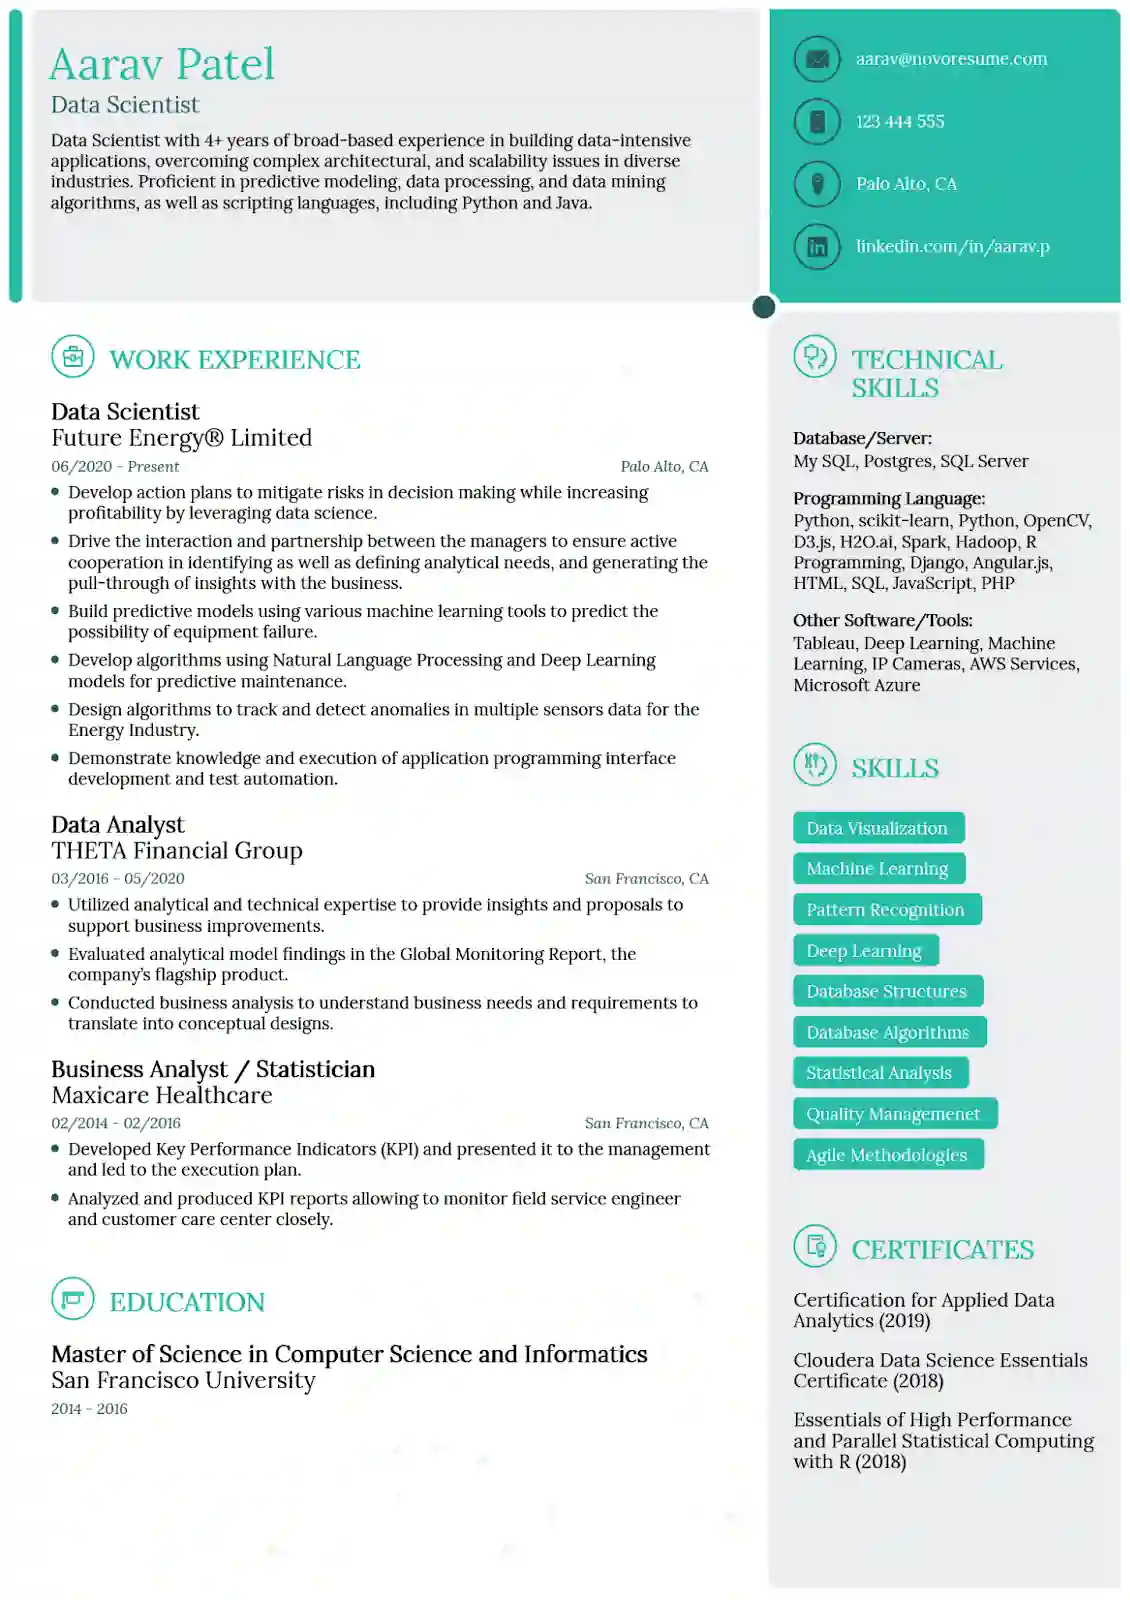 Aarav Patel
Data Scientist
Data Scientist with 4+ years of broad-based experience in building data-intensive
applications, overcoming complex architectural, and scalability issues in diverse
industries. Proficient in predictive modeling, data processing, and data mining
algorithms, as well as scripting languages, including Python and Java.
aarav@novoresume.com
123 444 555
Palo Alto, CA
linkedin.com/in/aarav.p
WORK EXPERIENCE
Data Scientist
Future Energy® Limited
06/2020 - Present
Palo Alto, CA
• Develop action plans to mitigate risks in decision making while increasing
profitability by leveraging data science.
• Drive the interaction and partnership between the managers to ensure active
cooperation in identifying as well as defining analytical needs, and generating the
pull-through of insights with the business.
• Build predictive models using various machine learning tools to predict the
possibility of equipment failure.
• Develop algorithms using Natural Language Processing and Deep Learning
models for predictive maintenance.
• Design algorithms to track and detect anomalies in multiple sensors data for the
Energy Industry.
• Demonstrate knowledge and execution of application programming interface
development and test automation.
Data Analyst
THETA Financial Group
03/2016 - 05/2020
San Francisco, CA
• Utilized analytical and technical expertise to provide insights and proposals to
support business improvements.
• Evaluated analytical model findings in the Global Monitoring Report, the
company's flagship product.
• Conducted business analysis to understand business needs and requirements to
translate into conceptual designs.
Business Analyst / Statistician
Maxicare Healthcare
02/2014 - 02/2016
San Francisco, CA
• Developed Key Performance Indicators (KPI) and presented it to the management
and led to the execution plan.
• Analyzed and produced KPI reports allowing to monitor field service engineer
and customer care center closely.
EDUCATION
Master of Science in Computer Science and Informatics
San Francisco University
2014 - 2016
TECHNICAL
SKILLS
Database/Server:
My SQL, Postgres, SQL Server
Programming Language:
Python, scikit-learn, Python, OpenCV,
D3.js, H2O.ai, Spark, Hadoop, R
Programming, Django, Angular.js,
HTML, SQL, JavaScript, PHP
Other Software/Tools:
Tableau, Deep Learning, Machine
Learning, IP Cameras, AWS Services,
Microsoft Azure
SKILLS
Data Visualization
Machine Learning
Pattern Recognition
Deep Learning
Database Structures
Database Algorithms
Statistical Analysis
Quality Managemenet
Agile Methodologies
CERTIFICATES
Certification for Applied Data
Analytics (2019)
Cloudera Data Science Essentials
Certificate (2018)
Essentials of High Performance
and Parallel Statistical Computing
with R (2018)